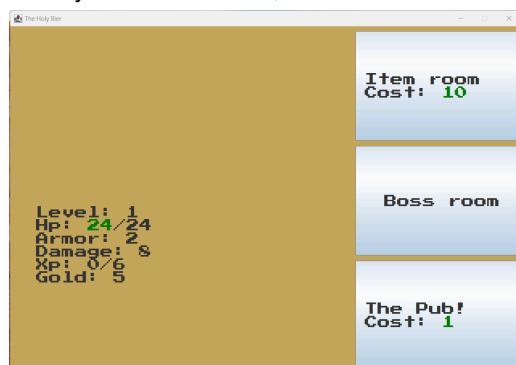 The Holy Bier
Item room
Cost: 10
Boss room
Level: 1
Hp: 24/24
Armor: 2
Damage: 8
Xp: 0/6
Gold: 5
The Pub!
Cost: 1